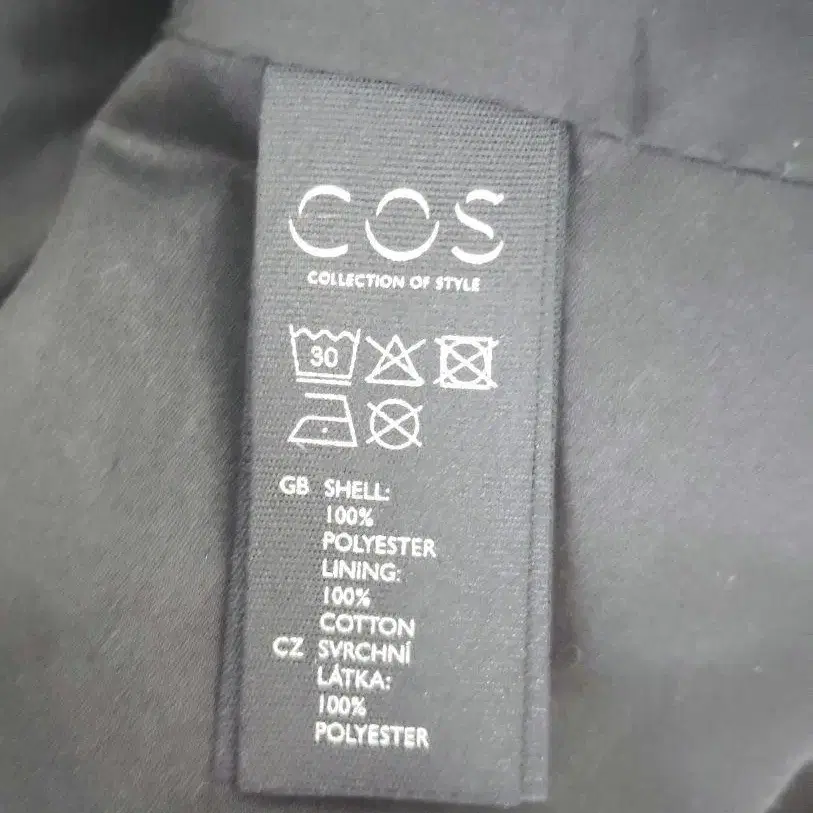 COS
COLLECTION OF STYLE
30
GB SHELL:
100%
POLYESTER
LINING:
100%
COTTON
CZ SVRCHNÍ
LÁTKA:
100%
POLYESTER